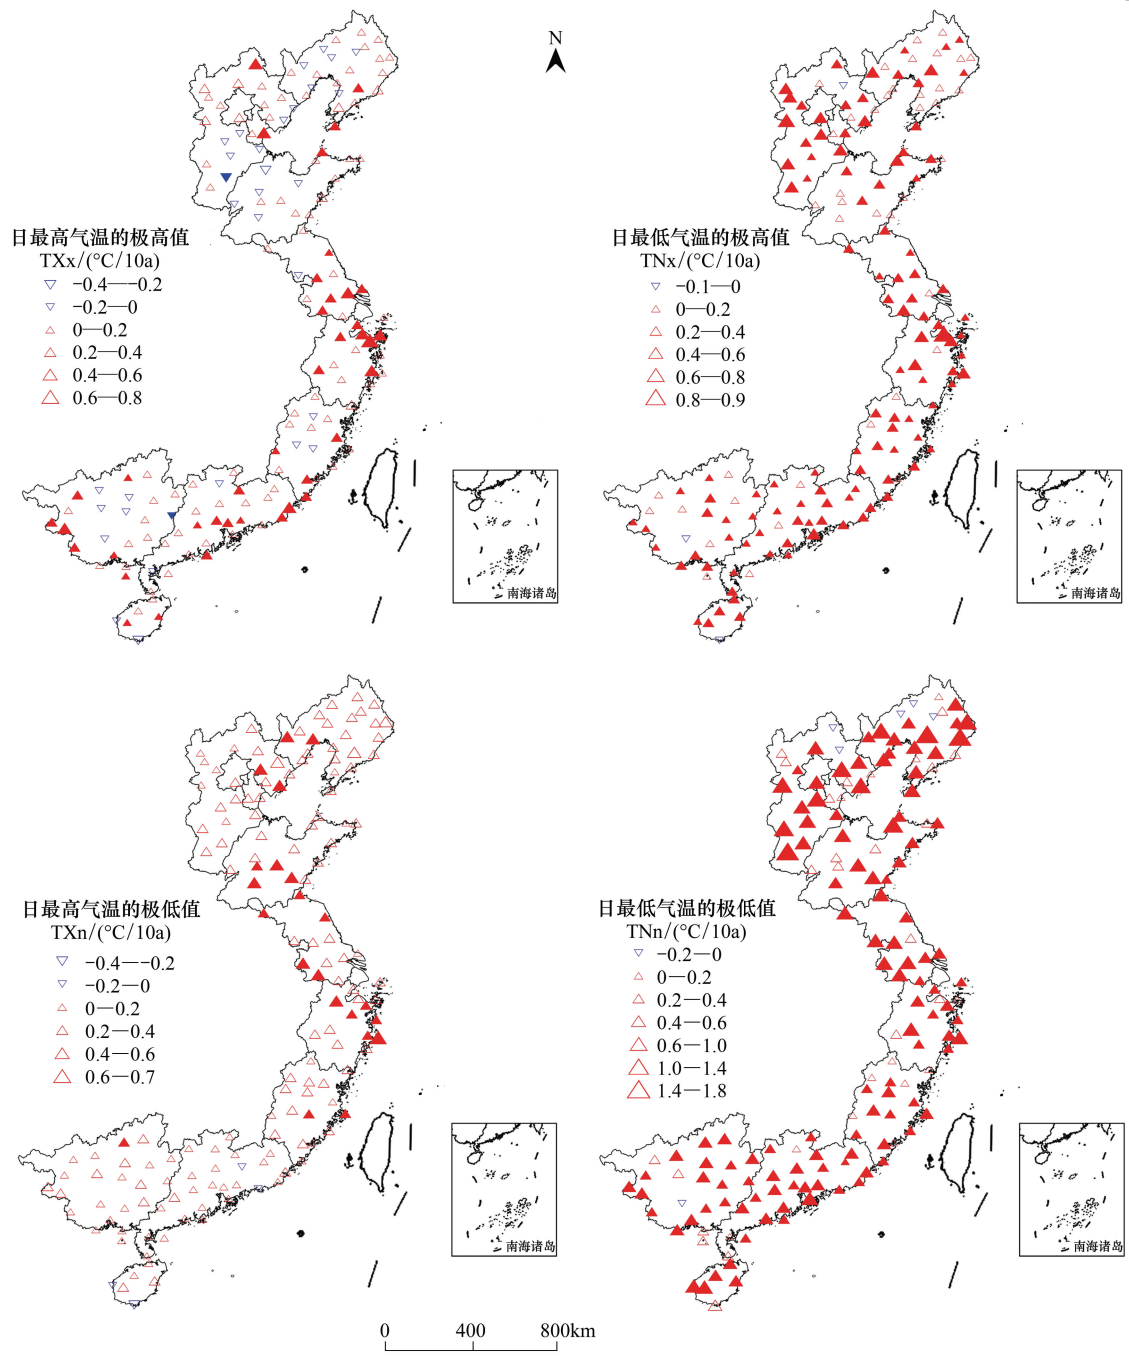 N
日最高气温的极高值
TXx/(°C/10a)
−0.4—−0.2
−0.2—0
0—0.2
0.2—0.4
0.4—0.6
0.6—0.8
南海诸岛
日最低气温的极高值
TNx/(°C/10a)
−0.1—0
0—0.2
0.2—0.4
0.4—0.6
0.6—0.8
0.8—0.9
南海诸岛
日最高气温的极低值
TXn/(°C/10a)
−0.4—−0.2
−0.2—0
0—0.2
0.2—0.4
0.4—0.6
0.6—0.7
南海诸岛
日最低气温的极低值
TNn/(°C/10a)
−0.2—0
0—0.2
0.2—0.4
0.4—0.6
0.6—1.0
1.0—1.4
1.4—1.8
南海诸岛
0 400 800km